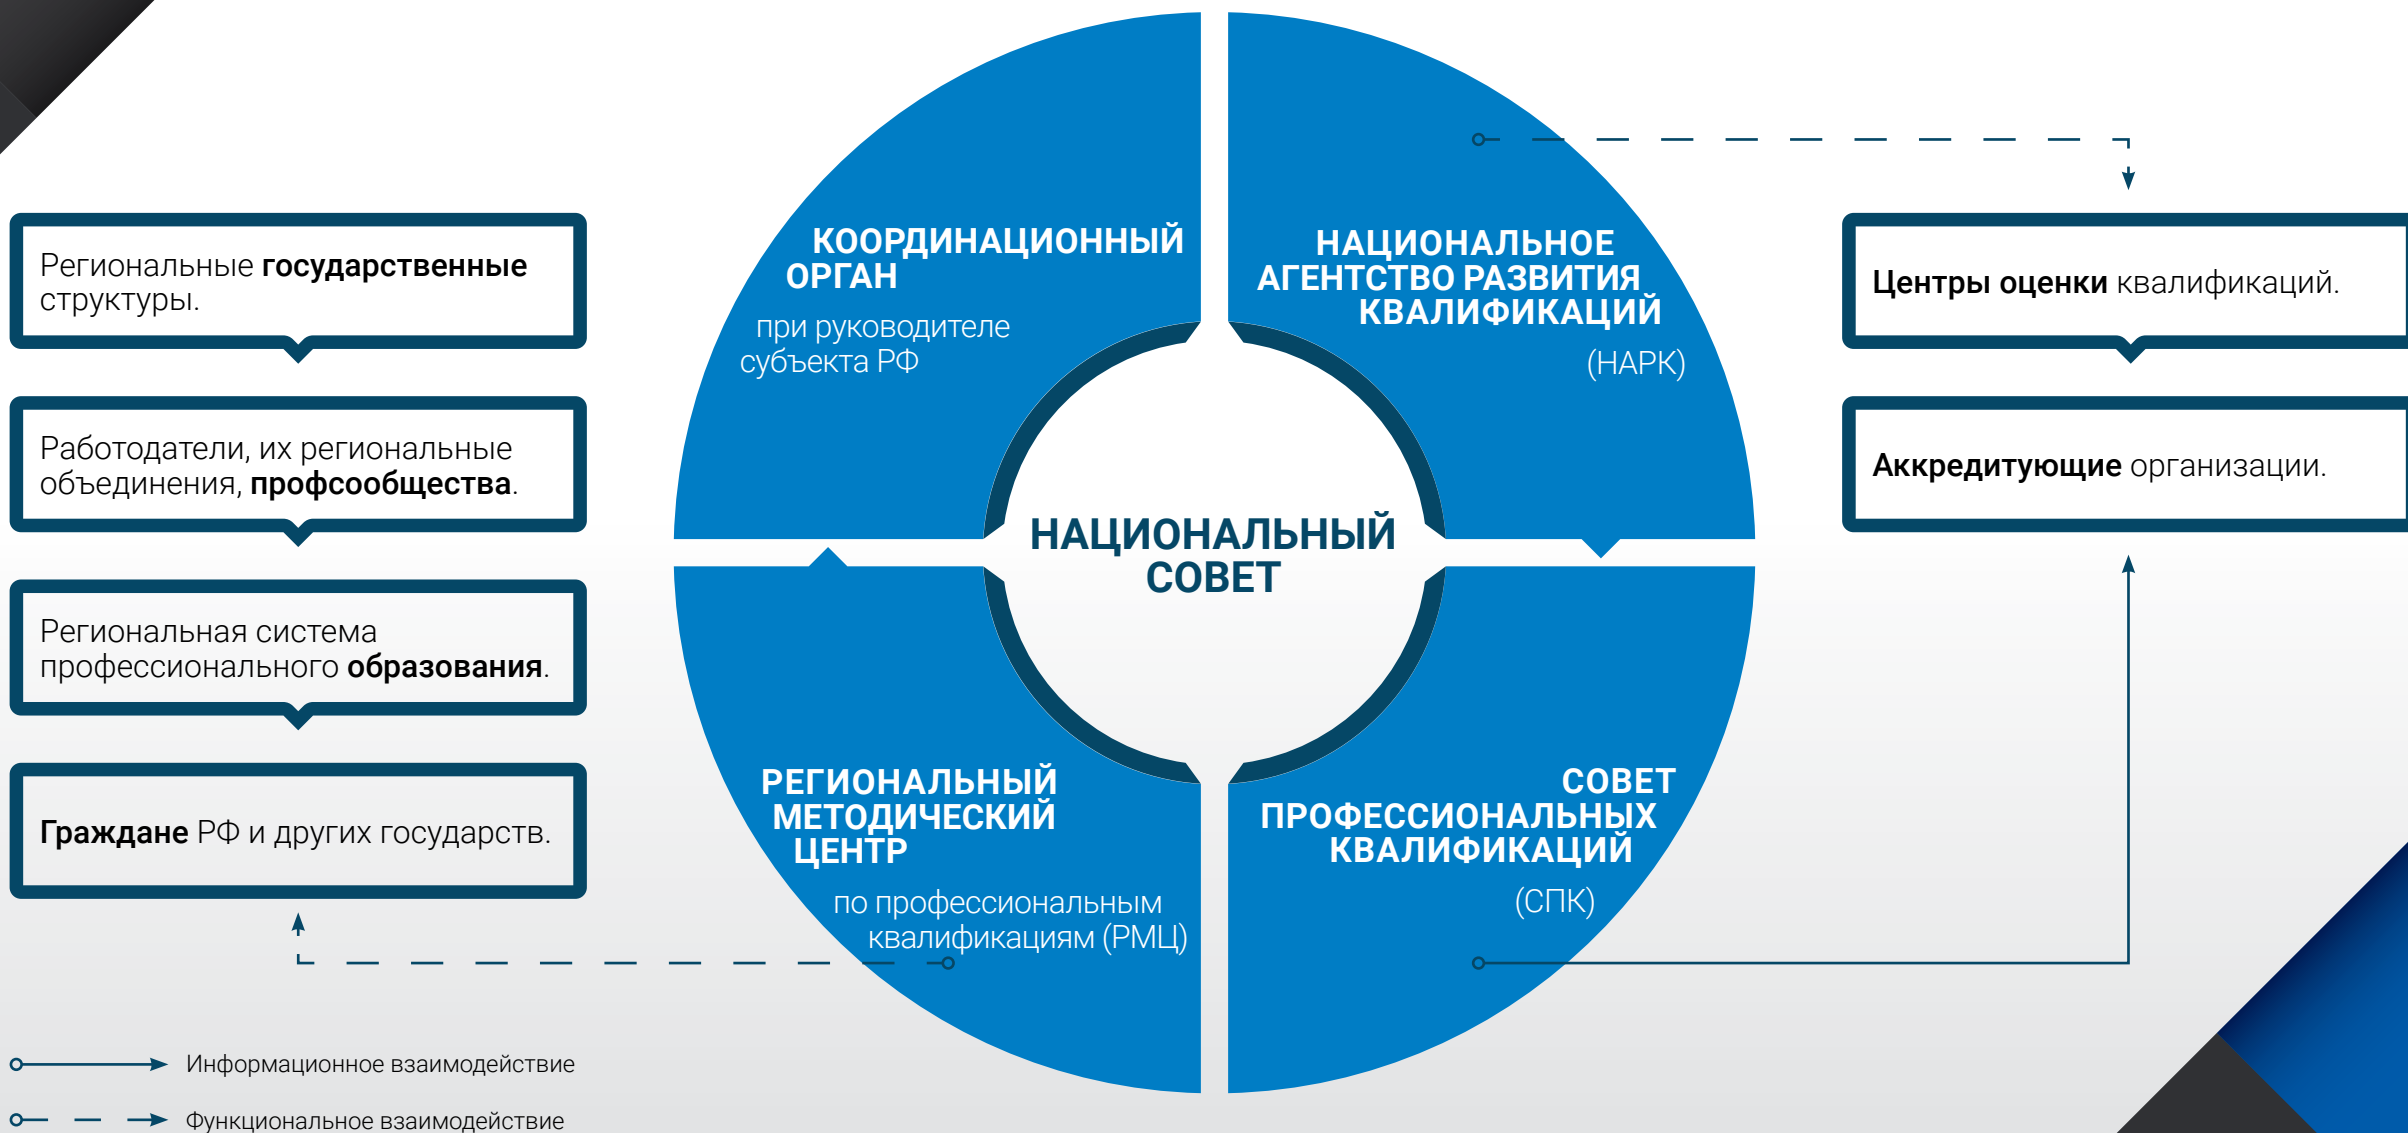 Региональные государственные
структуры.
Работодатели, их региональные
объединения, профсообщества.
Региональная система
профессионального образования.
Граждане РФ и других государств.
КООРДИНАЦИОННЫЙ
ОРГАН
при руководителе
субъекта РФ
НАЦИОНАЛЬНОЕ
АГЕНТСТВО РАЗВИТИЯ
КВАЛИФИКАЦИЙ
(НАРК)
НАЦИОНАЛЬНЫЙ
СОВЕТ
РЕГИОНАЛЬНЫЙ
МЕТОДИЧЕСКИЙ
ЦЕНТР
по профессиональным
квалификациям (РМЦ)
СОВЕТ
ПРОФЕССИОНАЛЬНЫХ
КВАЛИФИКАЦИЙ
(СПК)
Центры оценки квалификаций.
Аккредитующие организации.
Информационное взаимодействие
Функциональное взаимодействие